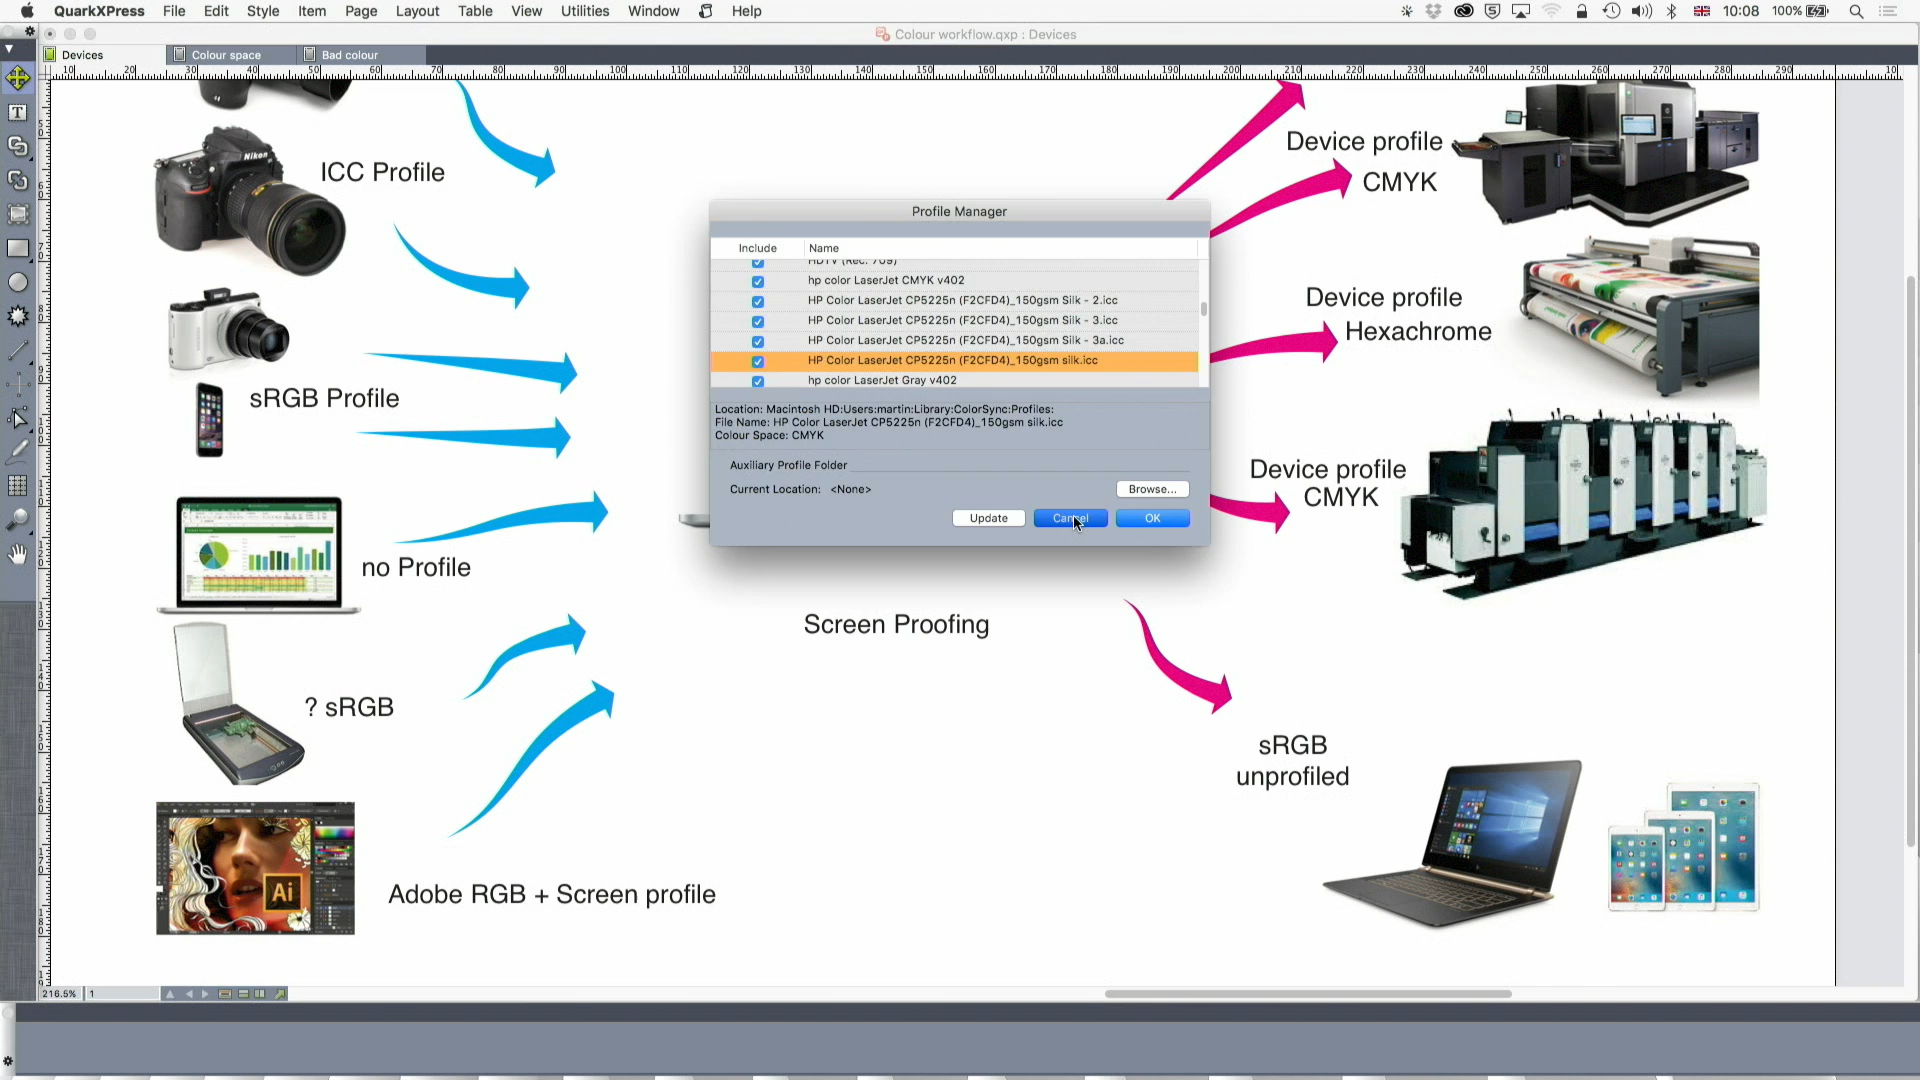 QuarkXPress File Edit Style Item Page Layout Table View Utilities Window Help
10:08 100%
Colour workflow.qxp : Devices
Devices Colour space Bad colour
Nikon
ICC Profile
sRGB Profile
no Profile
? sRGB
Ai
Adobe RGB + Screen profile
Profile Manager
Include Name
HDTV (Rec. 709)
hp color LaserJet CMYK v402
HP Color LaserJet CP5225n (F2CFD4)_150gsm Silk - 2.icc
HP Color LaserJet CP5225n (F2CFD4)_150gsm Silk - 3.icc
HP Color LaserJet CP5225n (F2CFD4)_150gsm Silk - 3a.icc
HP Color LaserJet CP5225n (F2CFD4)_150gsm silk.icc
hp color LaserJet Gray v402
Location: Macintosh HD:Users:martin:Library:ColorSync:Profiles:
File Name: HP Color LaserJet CP5225n (F2CFD4)_150gsm silk.icc
Colour Space: CMYK
Auxiliary Profile Folder
Current Location: <None>
Browse...
Update Cancel OK
Screen Proofing
Device profile
CMYK
Device profile
Hexachrome
Device profile
CMYK
sRGB
unprofiled
216.5% 1